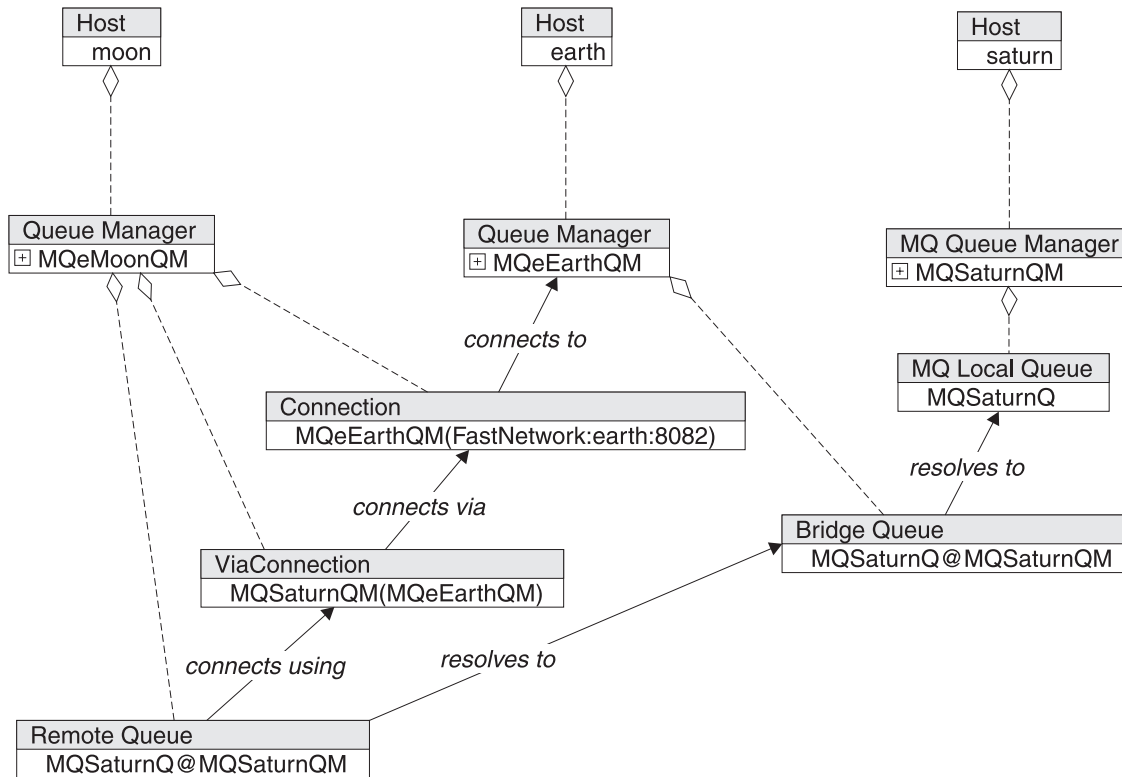 Host
moon
Host
earth
Host
saturn
Queue Manager
MQeMoonQM
Queue Manager
MQeEarthQM
MQ Queue Manager
MQSaturnQM
connects to
MQ Local Queue
MQSaturnQ
Connection
MQeEarthQM(FastNetwork:earth:8082)
resolves to
connects via
Bridge Queue
MQSaturnQ@MQSaturnQM
ViaConnection
MQSaturnQM(MQeEarthQM)
connects using
resolves to
Remote Queue
MQSaturnQ@MQSaturnQM